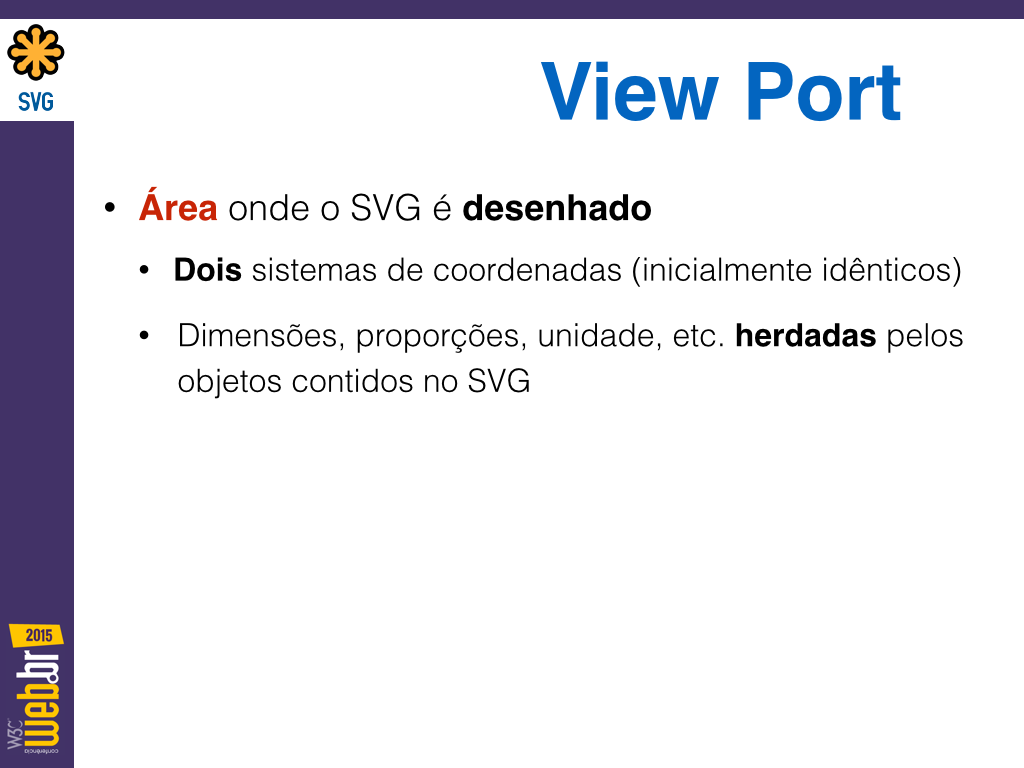 SVG
View Port
• Área onde o SVG é desenhado
• Dois sistemas de coordenadas (inicialmente idênticos)
• Dimensões, proporções, unidade, etc. herdadas pelos
objetos contidos no SVG
2015
W3C
web.br
conferência